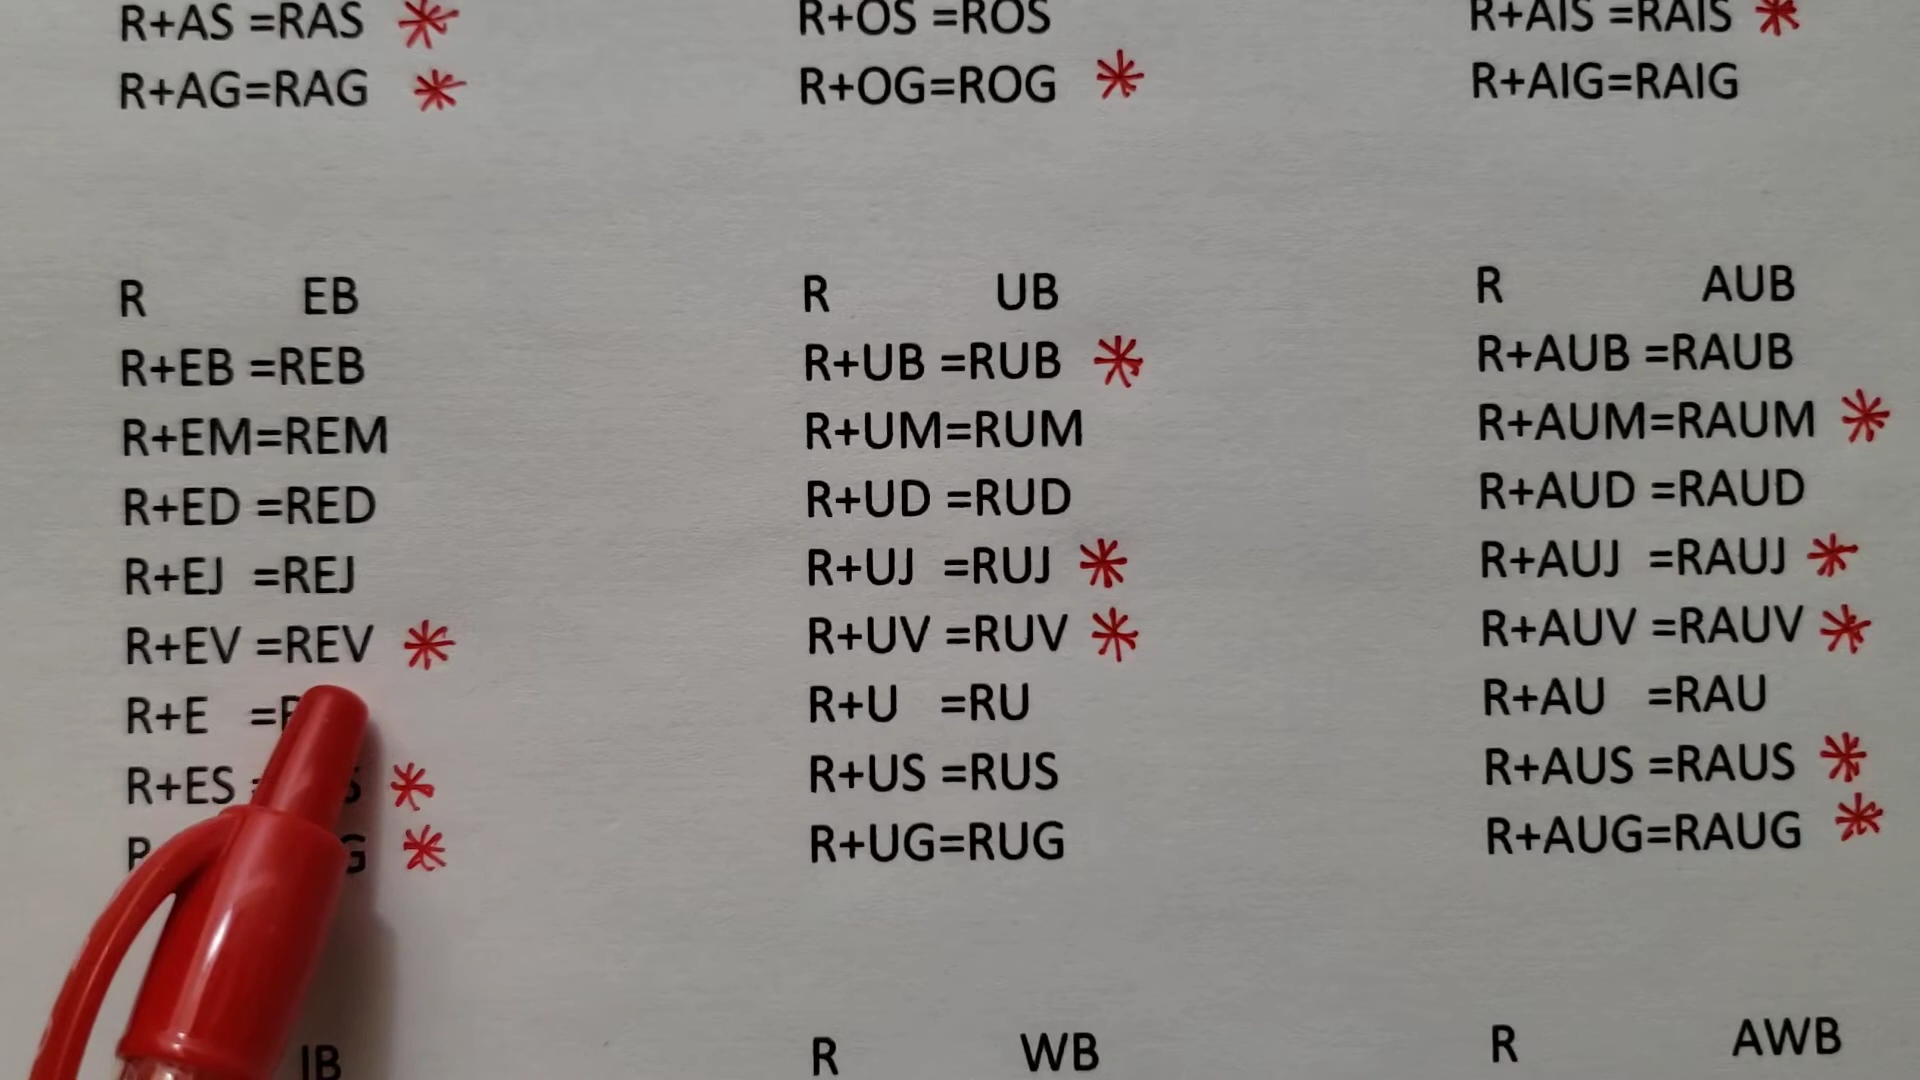 R+AS =RAS *
R+AG=RAG *
R+OS =ROS
R+OG=ROG *
R+AIS =RAIS *
R+AIG=RAIG
R EB
R+EB =REB
R+EM=REM
R+ED =RED
R+EJ =REJ
R+EV =REV *
R+E =
R+ES *
*
R UB
R+UB =RUB *
R+UM=RUM
R+UD =RUD
R+UJ =RUJ *
R+UV =RUV *
R+U =RU
R+US =RUS
R+UG=RUG
R AUB
R+AUB =RAUB
R+AUM=RAUM *
R+AUD =RAUD
R+AUJ =RAUJ *
R+AUV =RAUV *
R+AU =RAU
R+AUS =RAUS *
R+AUG=RAUG *
IB
R WB
R AWB